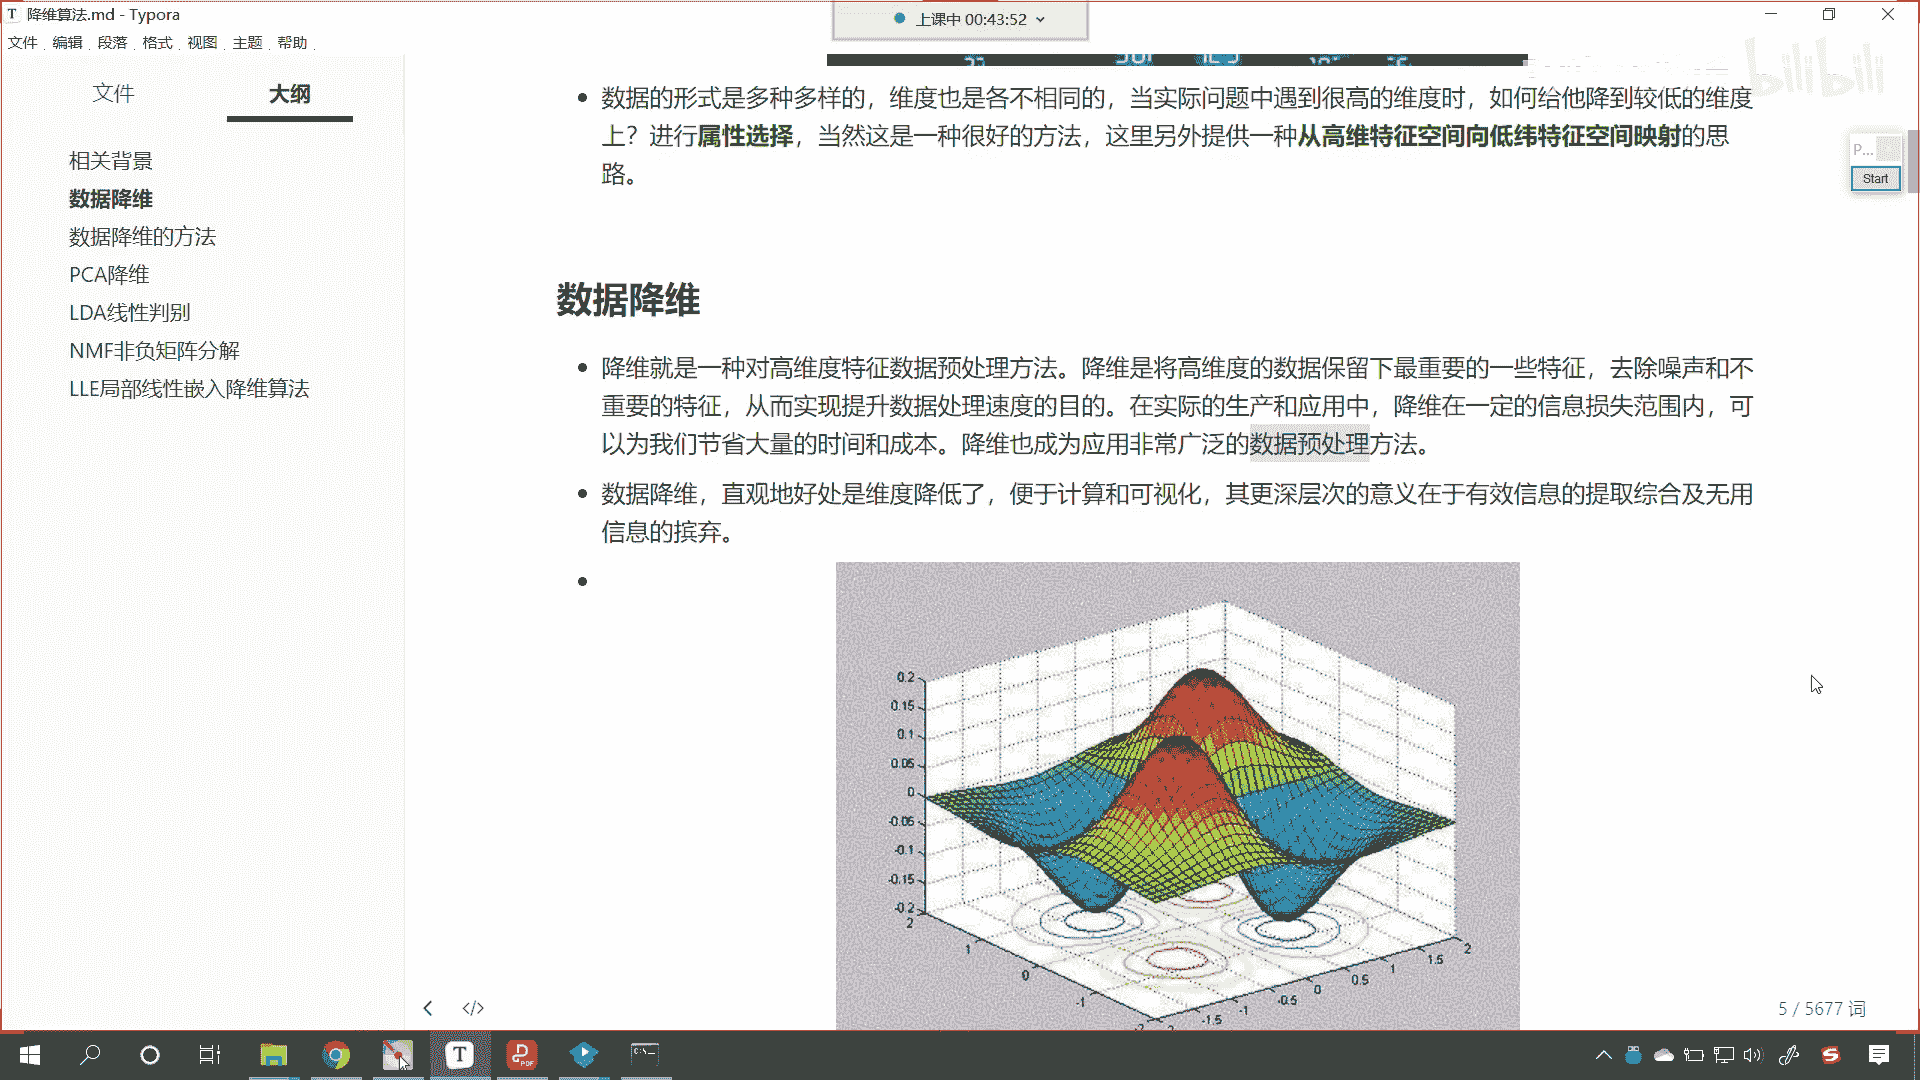 降维算法.md - Typora
上课中 00:43:52
文件 编辑 段落 格式 视图 主题 帮助
文件 大纲
相关背景
数据降维
数据降维的方法
PCA降维
LDA线性判别
NMF非负矩阵分解
LLE局部线性嵌入降维算法
bilibili
P...
Start
数据的形式是多种多样的，维度也是各不相同的，当实际问题中遇到很高的维度时，如何给他降到较低的维度
上？进行属性选择，当然这是一种很好的方法，这里另外提供一种从高维特征空间向低纬特征空间映射的思
路。
数据降维
降维就是一种对高维度特征数据预处理方法。降维是将高维度的数据保留下最重要的一些特征，去除噪声和不
重要的特征，从而实现提升数据处理速度的目的。在实际的生产和应用中，降维在一定的信息损失范围内，可
以为我们节省大量的时间和成本。降维也成为应用非常广泛的数据预处理方法。
数据降维，直观地好处是维度降低了，便于计算和可视化，其更深层次的意义在于有效信息的提取综合及无用
信息的摈弃。
0.2
0.15
0.1
0.05
0
-0.05
-0.1
-0.15
-0.2
2
1
0
-1
-2
2
1.5
1
0.5
0
-0.5
-1
-1.5
5 / 5677 词